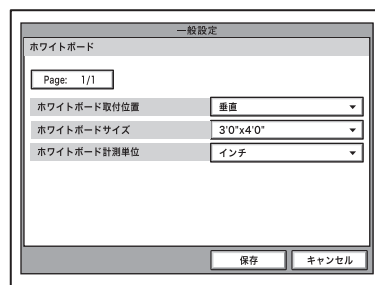 一般設定
ホワイトボード
Page: 1/1
ホワイトボード取付位置 垂直
ホワイトボードサイズ 3'0"x4'0"
ホワイトボード計測単位 インチ
保存 キャンセル